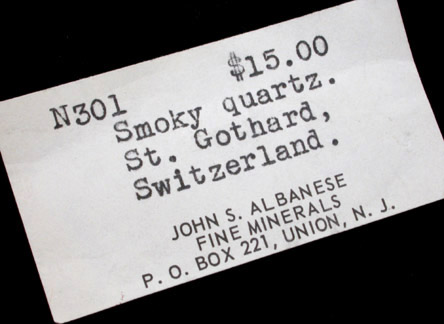 N301 $15.00
Smoky quartz.
St. Gothard,
Switzerland.
JOHN S. ALBANESE
FINE MINERALS
P. O. BOX 221, UNION, N. J.